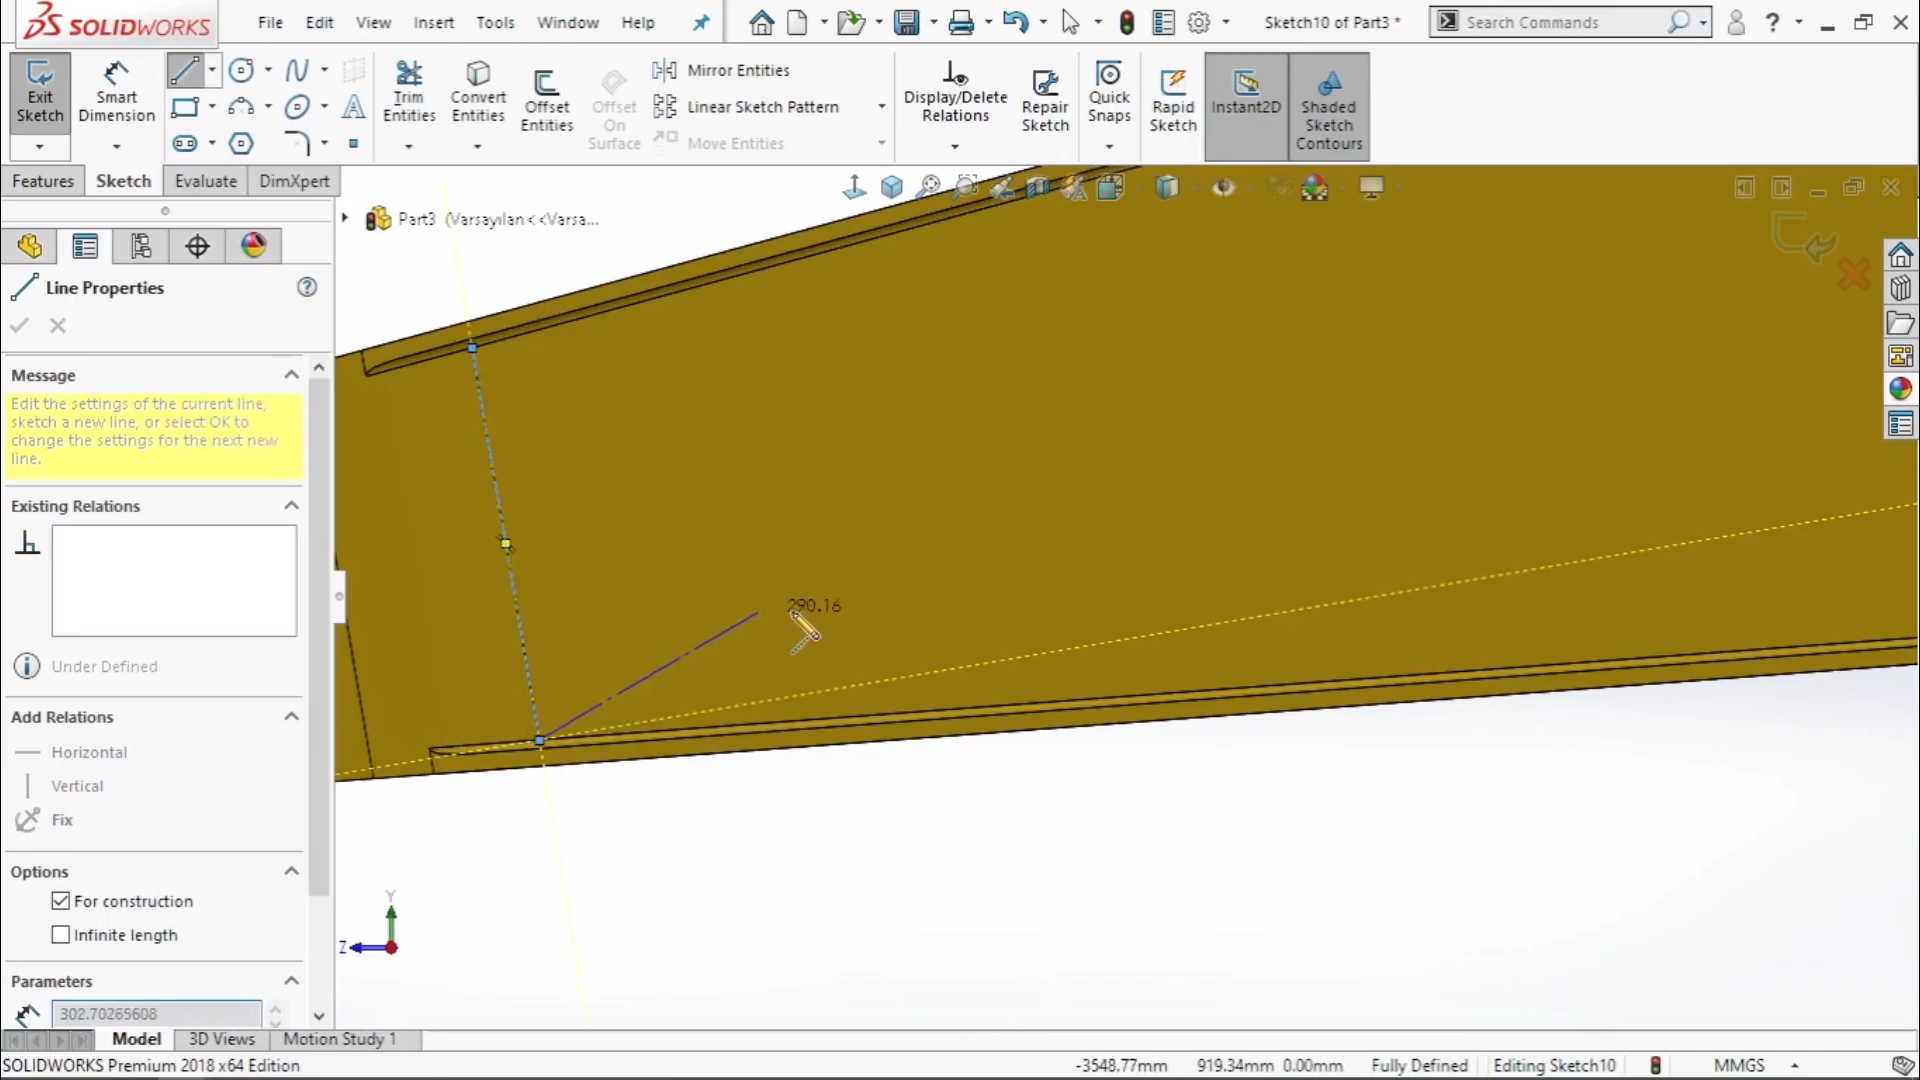 SOLIDWORKS
File Edit View Insert Tools Window Help
Sketch10 of Part3 *
Search Commands
Exit Sketch
Smart Dimension
Trim Entities
Convert Entities
Offset Entities
Offset On Surface
Mirror Entities
Linear Sketch Pattern
Move Entities
Display/Delete Relations
Repair Sketch
Quick Snaps
Rapid Sketch
Instant2D
Shaded Sketch Contours
Features Sketch Evaluate DimXpert
Part3 (Varsayılan<<Varsa...
Line Properties
Message
Edit the settings of the current line,
sketch a new line, or select OK to
change the settings for the next new
line.
Existing Relations
Under Defined
Add Relations
Horizontal
Vertical
Fix
Options
For construction
Infinite length
Parameters
302.70265608
290.16
Y
Z
Model 3D Views Motion Study 1
SOLIDWORKS Premium 2018 x64 Edition
-3548.77mm 919.34mm 0.00mm Fully Defined Editing Sketch10 MMGS